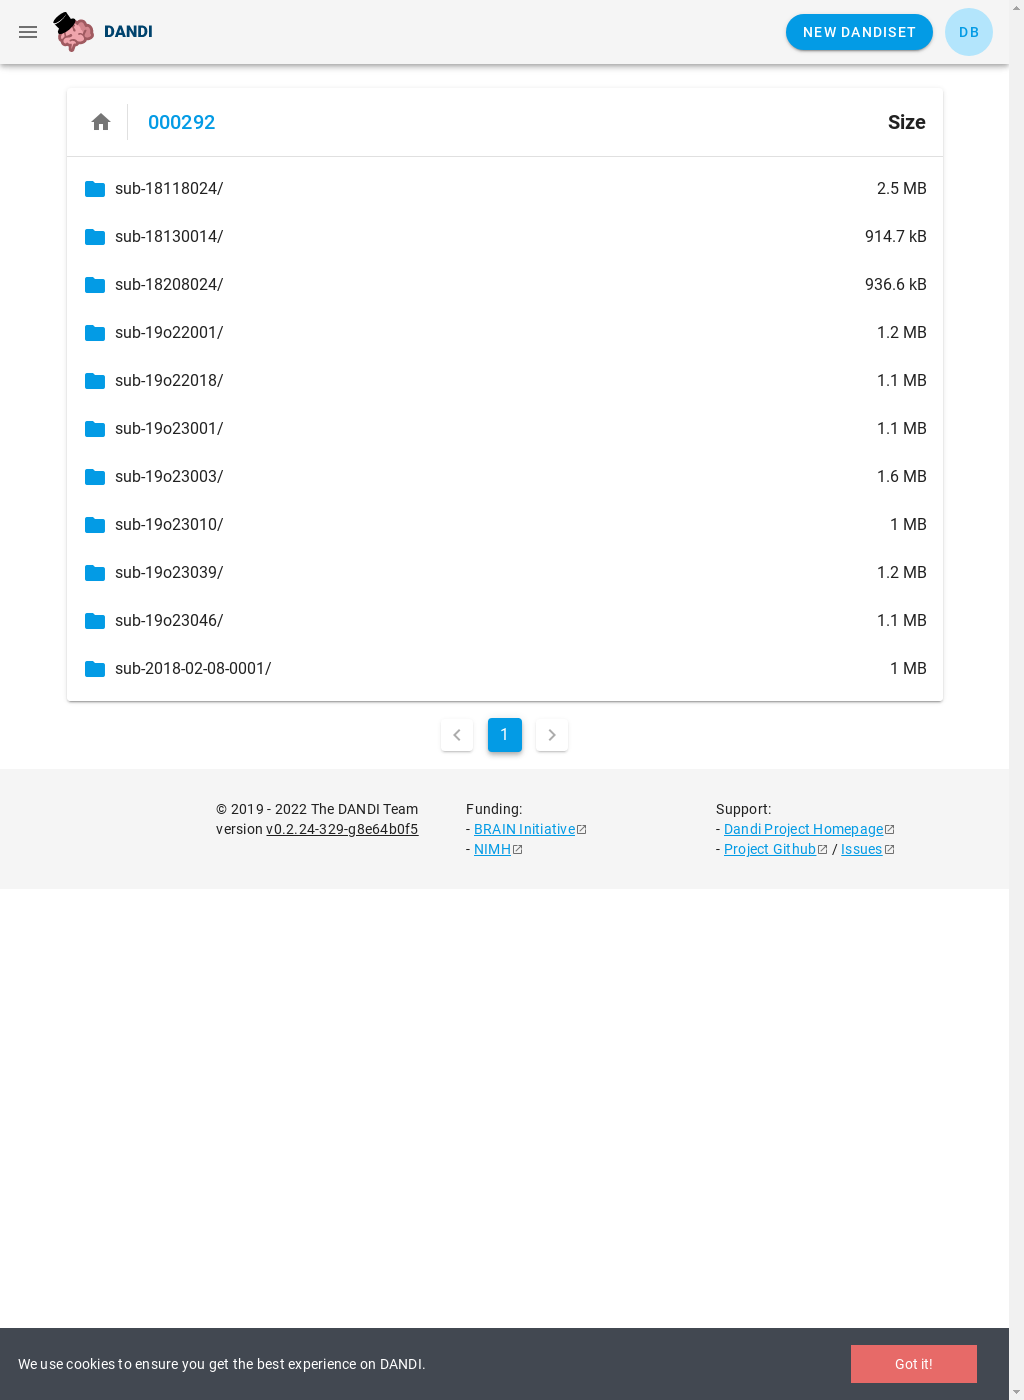 DANDI
NEW DANDISET
DB
000292
Size
sub-18118024/ 2.5 MB
sub-18130014/ 914.7 kB
sub-18208024/ 936.6 kB
sub-19o22001/ 1.2 MB
sub-19o22018/ 1.1 MB
sub-19o23001/ 1.1 MB
sub-19o23003/ 1.6 MB
sub-19o23010/ 1 MB
sub-19o23039/ 1.2 MB
sub-19o23046/ 1.1 MB
sub-2018-02-08-0001/ 1 MB
1
© 2019 - 2022 The DANDI Team
version v0.2.24-329-g8e64b0f5
Funding:
- BRAIN Initiative
- NIMH
Support:
- Dandi Project Homepage
- Project Github / Issues
We use cookies to ensure you get the best experience on DANDI.
Got it!